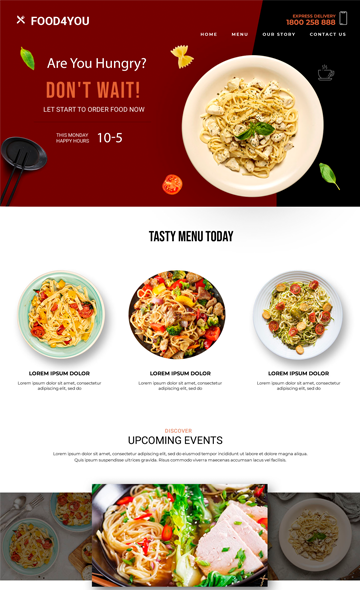 FOOD4YOU
EXPRESS DELIVERY
1800 258 888
HOME MENU OUR STORY CONTACT US
Are You Hungry?
DON'T WAIT!
LET START TO ORDER FOOD NOW
THIS MONDAY
HAPPY HOURS
10-5
TASTY MENU TODAY
LOREM IPSUM DOLOR
Lorem ipsum dolor sit amet, consectetur
adipiscing elit, sed do
LOREM IPSUM DOLOR
Lorem ipsum dolor sit amet, consectetur
adipiscing elit, sed do
LOREM IPSUM DOLOR
Lorem ipsum dolor sit amet, consectetur
adipiscing elit, sed do
DISCOVER
UPCOMING EVENTS
Lorem ipsum dolor sit amet, consectetur adipiscing elit, sed do eiusmod tempor incididunt ut labore et dolore magna aliqua.
Quis ipsum suspendisse ultrices gravida. Risus commodo viverra maecenas accumsan lacus vel facilisis.